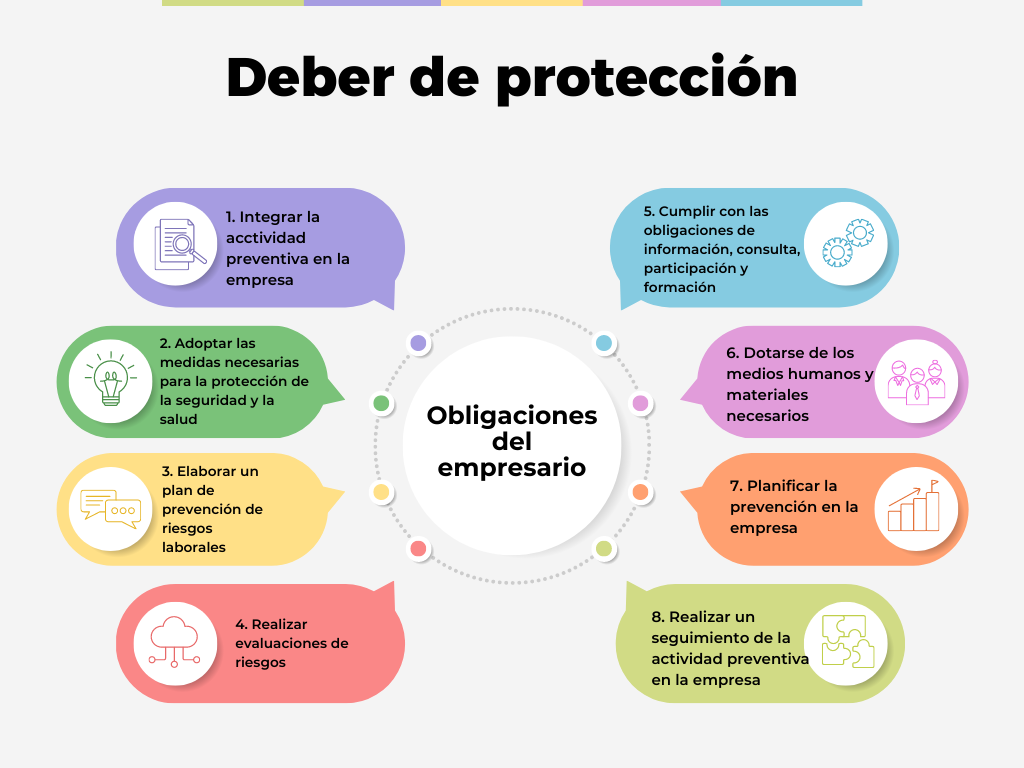 Deber de protección
1. Integrar la
acctividad
preventiva en la
empresa
2. Adoptar las
medidas necesarias
para la protección de
la seguridad y la
salud
3. Elaborar un
plan de
prevención de
riesgos
laborales
4. Realizar
evaluaciones de
riesgos
Obligaciones
del
empresario
5. Cumplir con las
obligaciones de
información, consulta,
participación y
formación
6. Dotarse de los
medios humanos y
materiales
necesarios
7. Planificar la
prevención en la
empresa
8. Realizar un
seguimiento de la
actividad preventiva
en la empresa